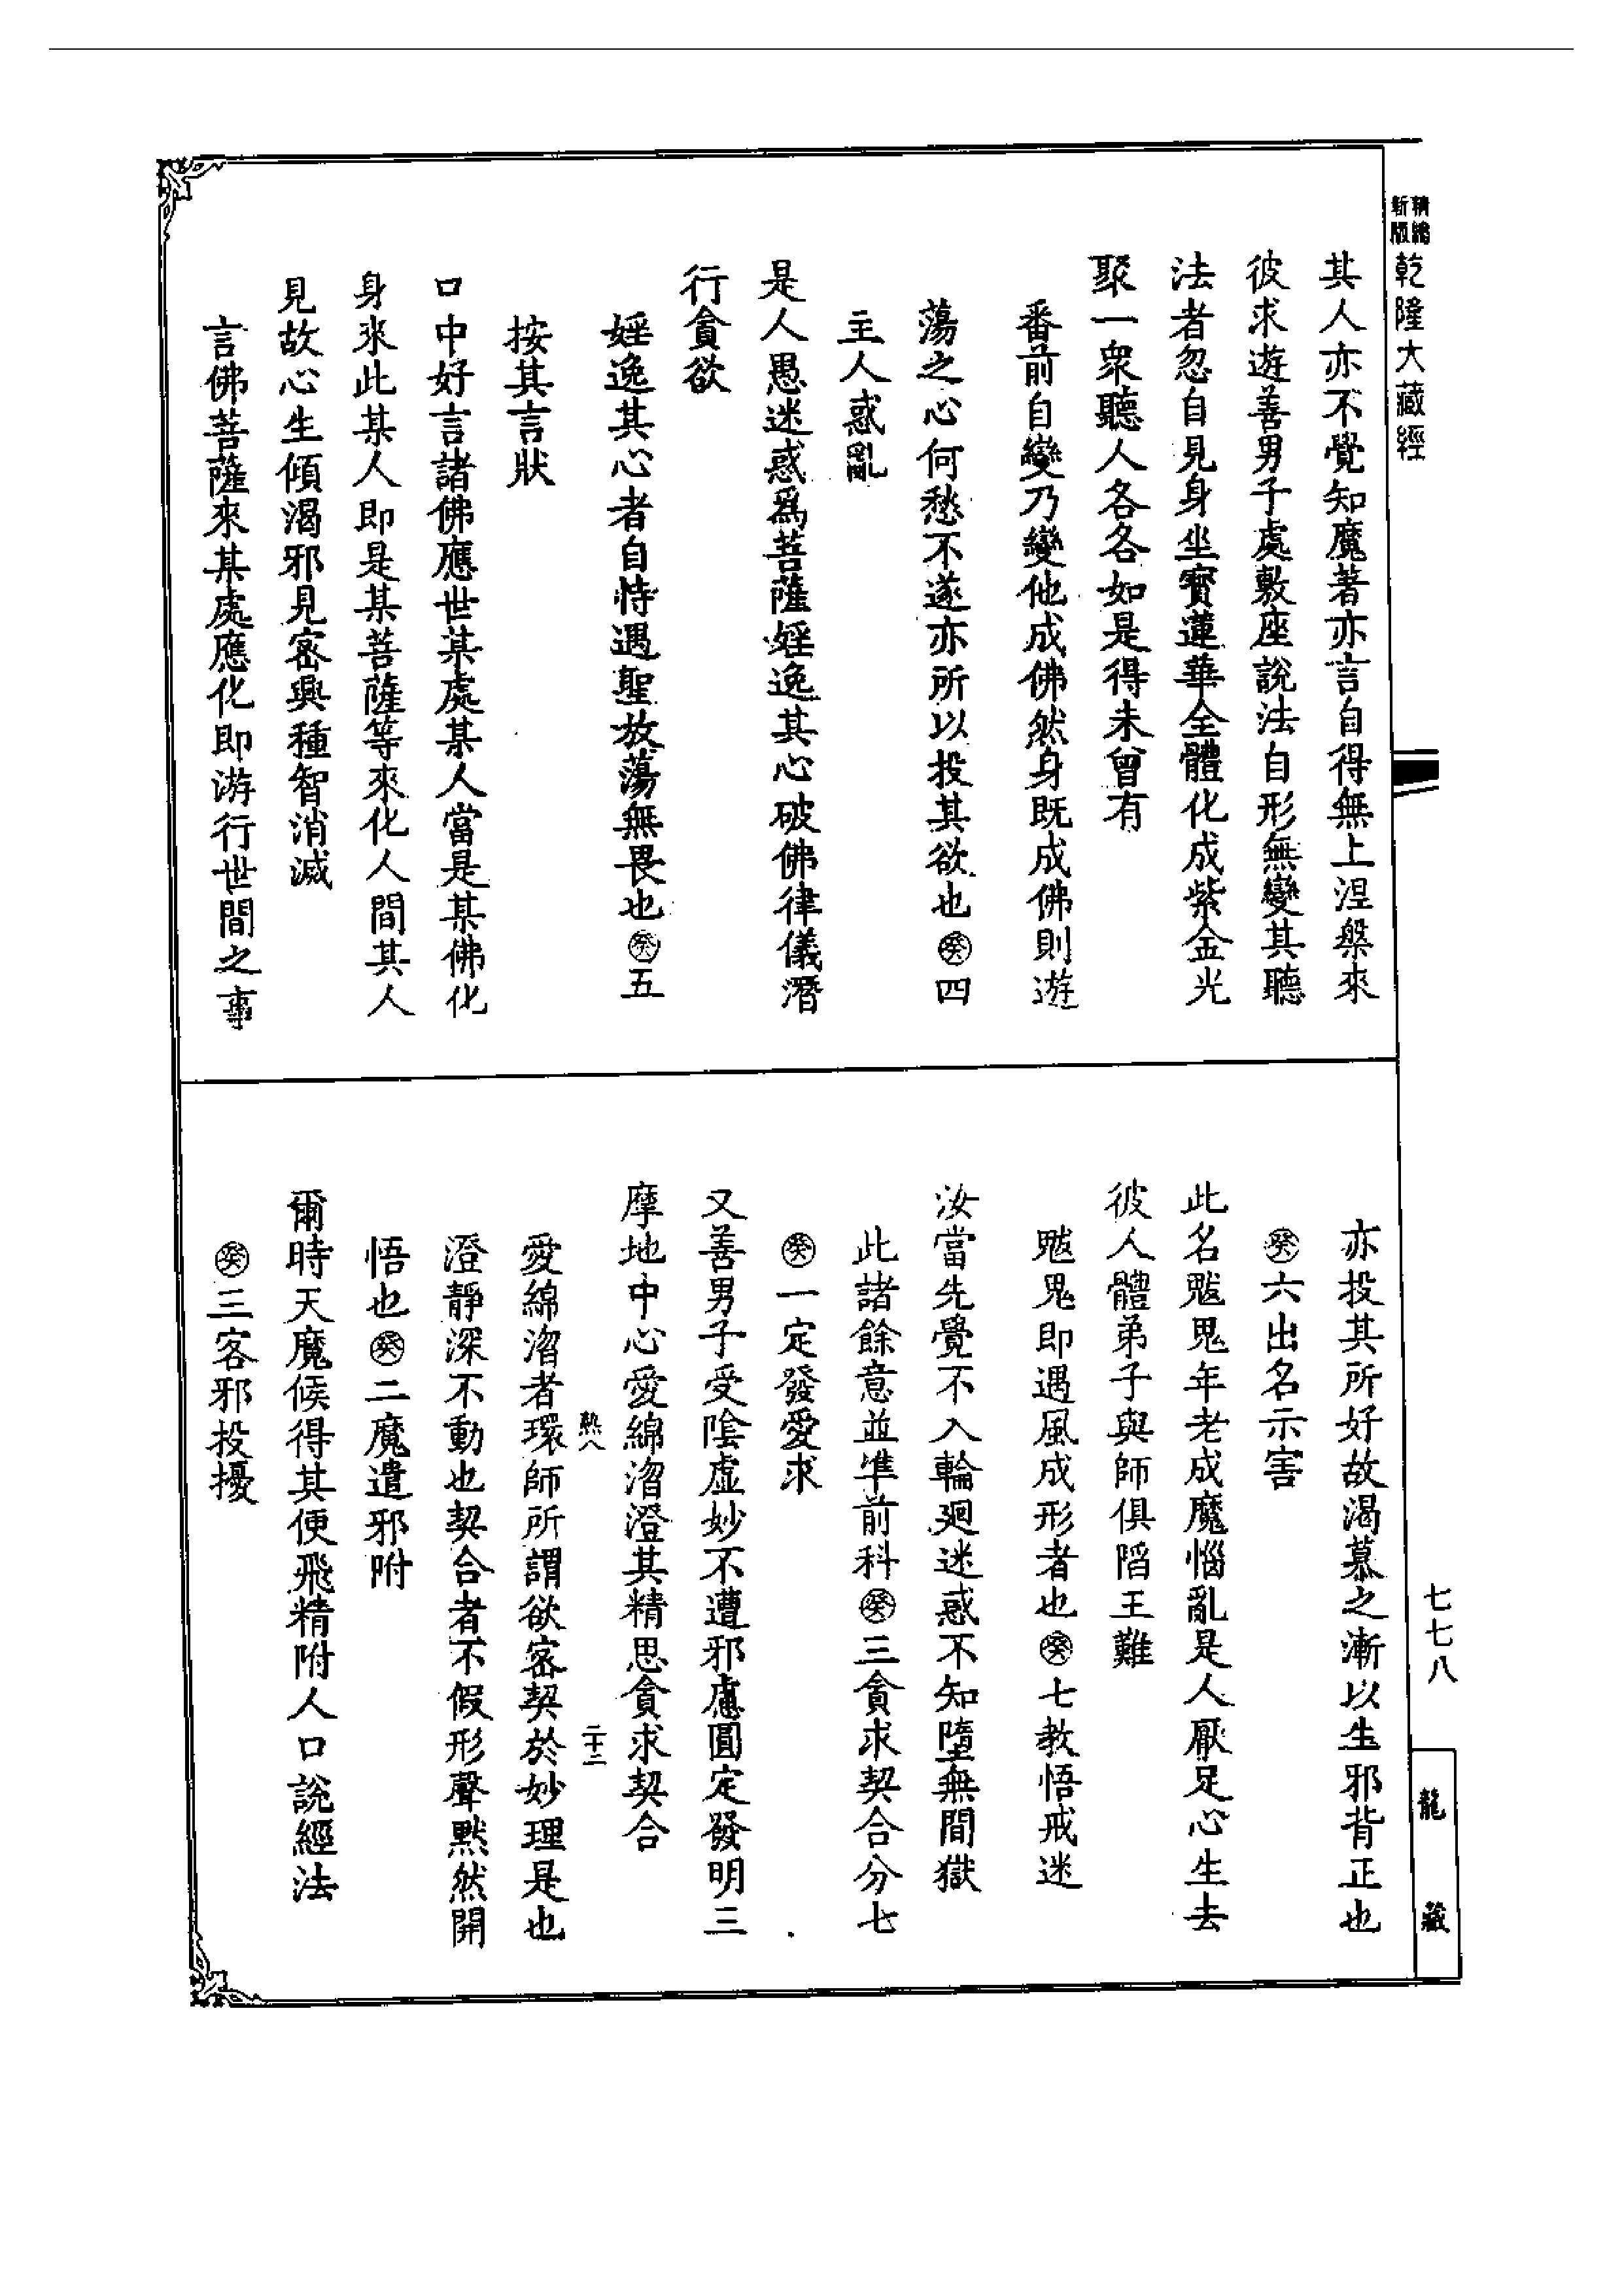 精編新版乾隆大藏經
其人亦不覺知魔著亦言自得無上涅槃來
彼求遊善男子處敷座說法自形無變其聽
法者忽自見身坐寶蓮華全體化成紫金光
聚一衆聽人各各如是得未曾有
番前自變乃變他成佛然身既成佛則遊
蕩之心何愁不遂亦所以投其欲也㊀四
主人惑亂
是人愚迷惑爲菩薩婬逸其心破佛律儀潛
行貪欲
婬逸其心者自恃遇聖放蕩無畏也癸五
按其言狀
口中好言諸佛應世某處某人當是某佛化
身來此某人即是某菩薩等來化人間其人
見故心生傾渴邪見密興種智消滅
言佛菩薩來某處應化即游行世間之事
亦投其所好故渴慕之漸以生邪背正也
癸六出名示害
此名魃鬼年老成魔惱亂是人厭足心生去
彼人體弟子與師俱陷王難
魃鬼即遇風成形者也癸七教悟戒迷
汝當先覺不入輪迴迷惑不知墮無間獄
此諸餘意並準前科癸三貪求契合分七
癸一定發愛求
又善男子受陰虛妙不遭邪慮圓定發明三
摩地中心愛綿㳷澄其精思貪求契合
熱八
二十二
愛綿㳷者環師所謂欲密契於妙理是也
澄靜深不動也契合者不假形聲默然開
悟也癸二魔遣邪附
爾時天魔候得其便飛精附人口說經法
癸三客邪投擾
七七八
龍藏